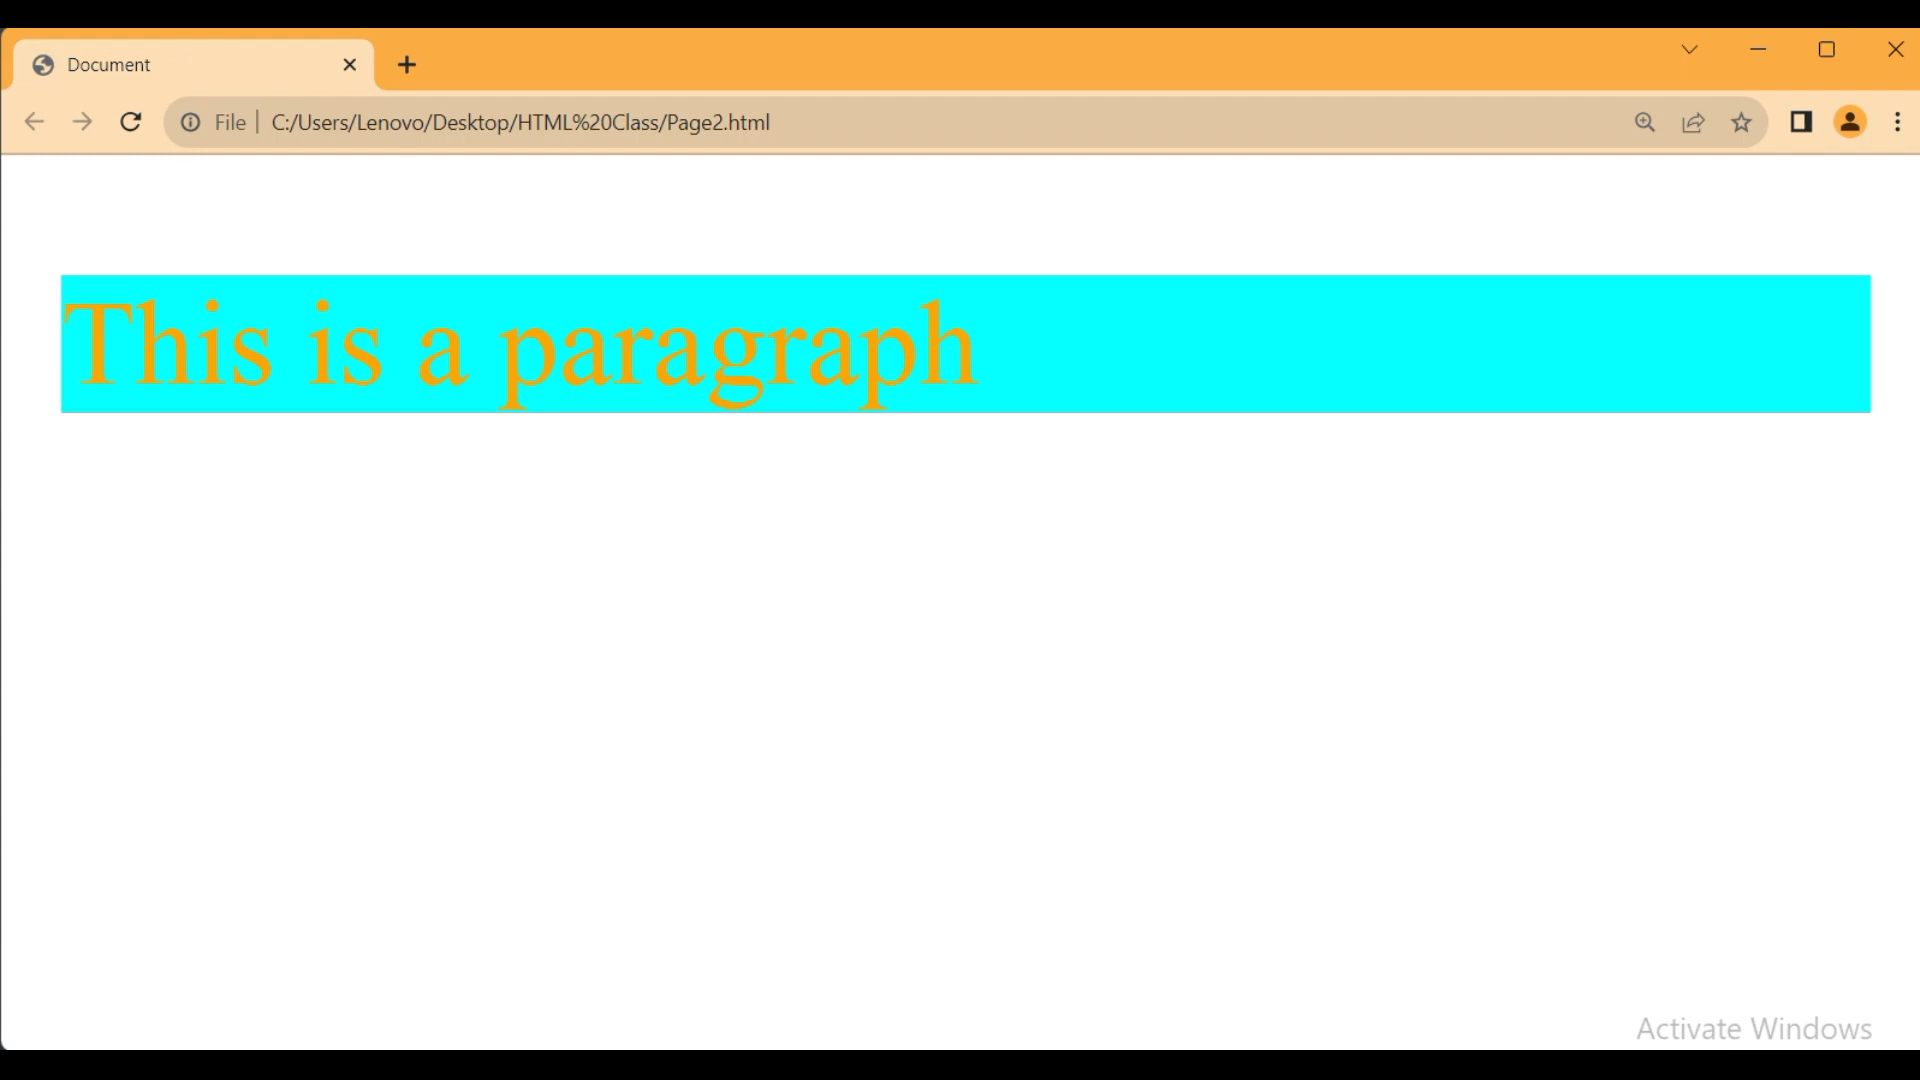 Document
File | C:/Users/Lenovo/Desktop/HTML%20Class/Page2.html
This is a paragraph
Activate Windows